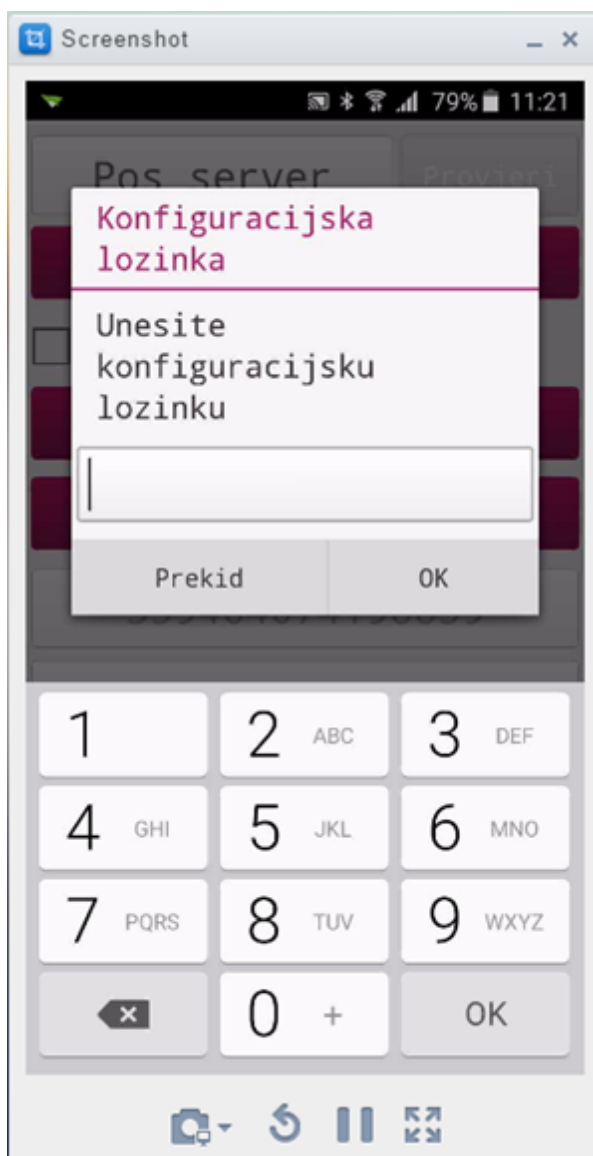 Screenshot
79% 11:21
Pos server Provjeri
Konfiguracijska
lozinka
Unesite
konfiguracijsku
lozinku
Prekid OK
1 2 ABC 3 DEF
4 GHI 5 JKL 6 MNO
7 PQRS 8 TUV 9 WXYZ
0 + OK